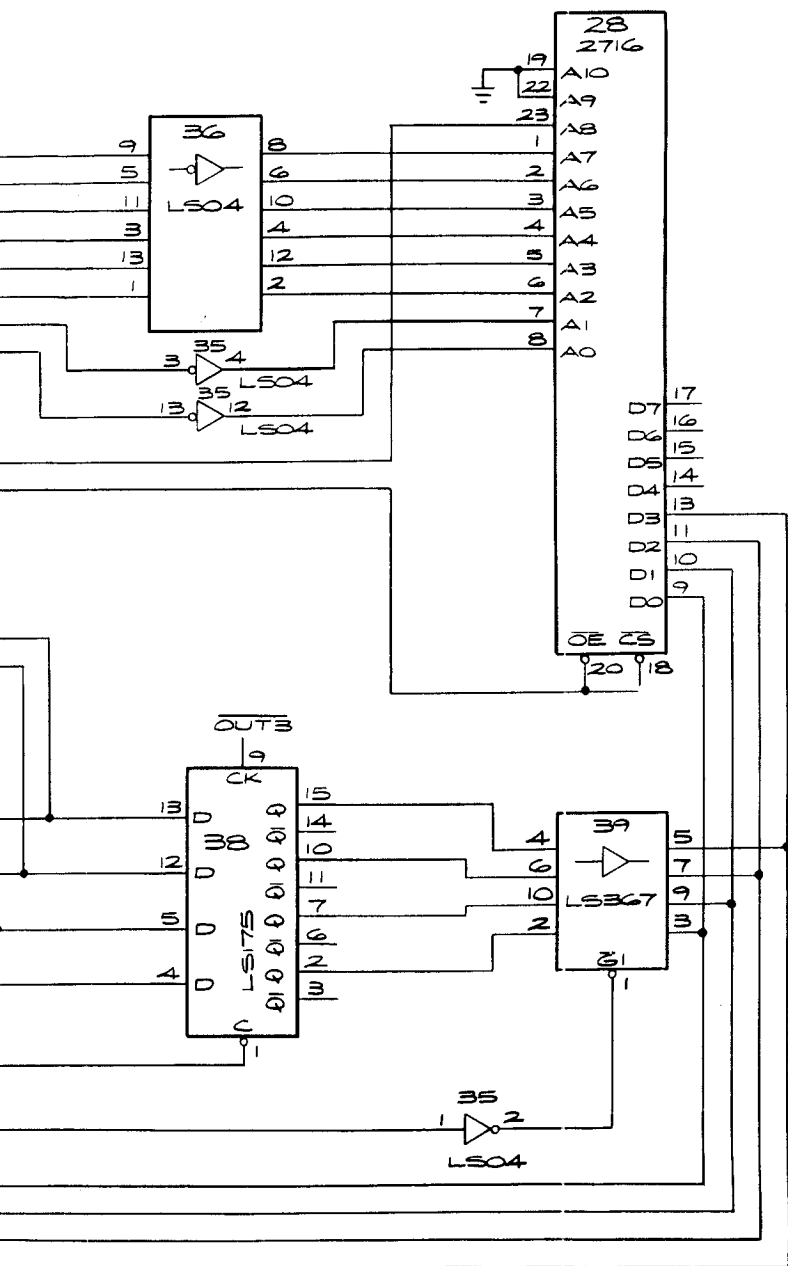 28
2716
19 A10
22 A9
23 A8
1 A7
2 A6
3 A5
4 A4
5 A3
6 A2
7 A1
8 A0
D7 17
D6 16
D5 15
D4 14
D3 13
D2 11
D1 10
D0 9
OE CS
20 18
36
LS04
9 8
5 6
11 10
3 4
13 12
1 2
35
3 4
LS04
35
13 12
LS04
OUT3
9
CK
13 D Q 15
38
Q 14
12 D Q 10
Q 11
5 D Q 7
LS175
Q 6
4 D Q 2
Q 3
C
1
39
4 5
6 7
LS367
10 9
2 3
G1
1
35
1 2
LS04